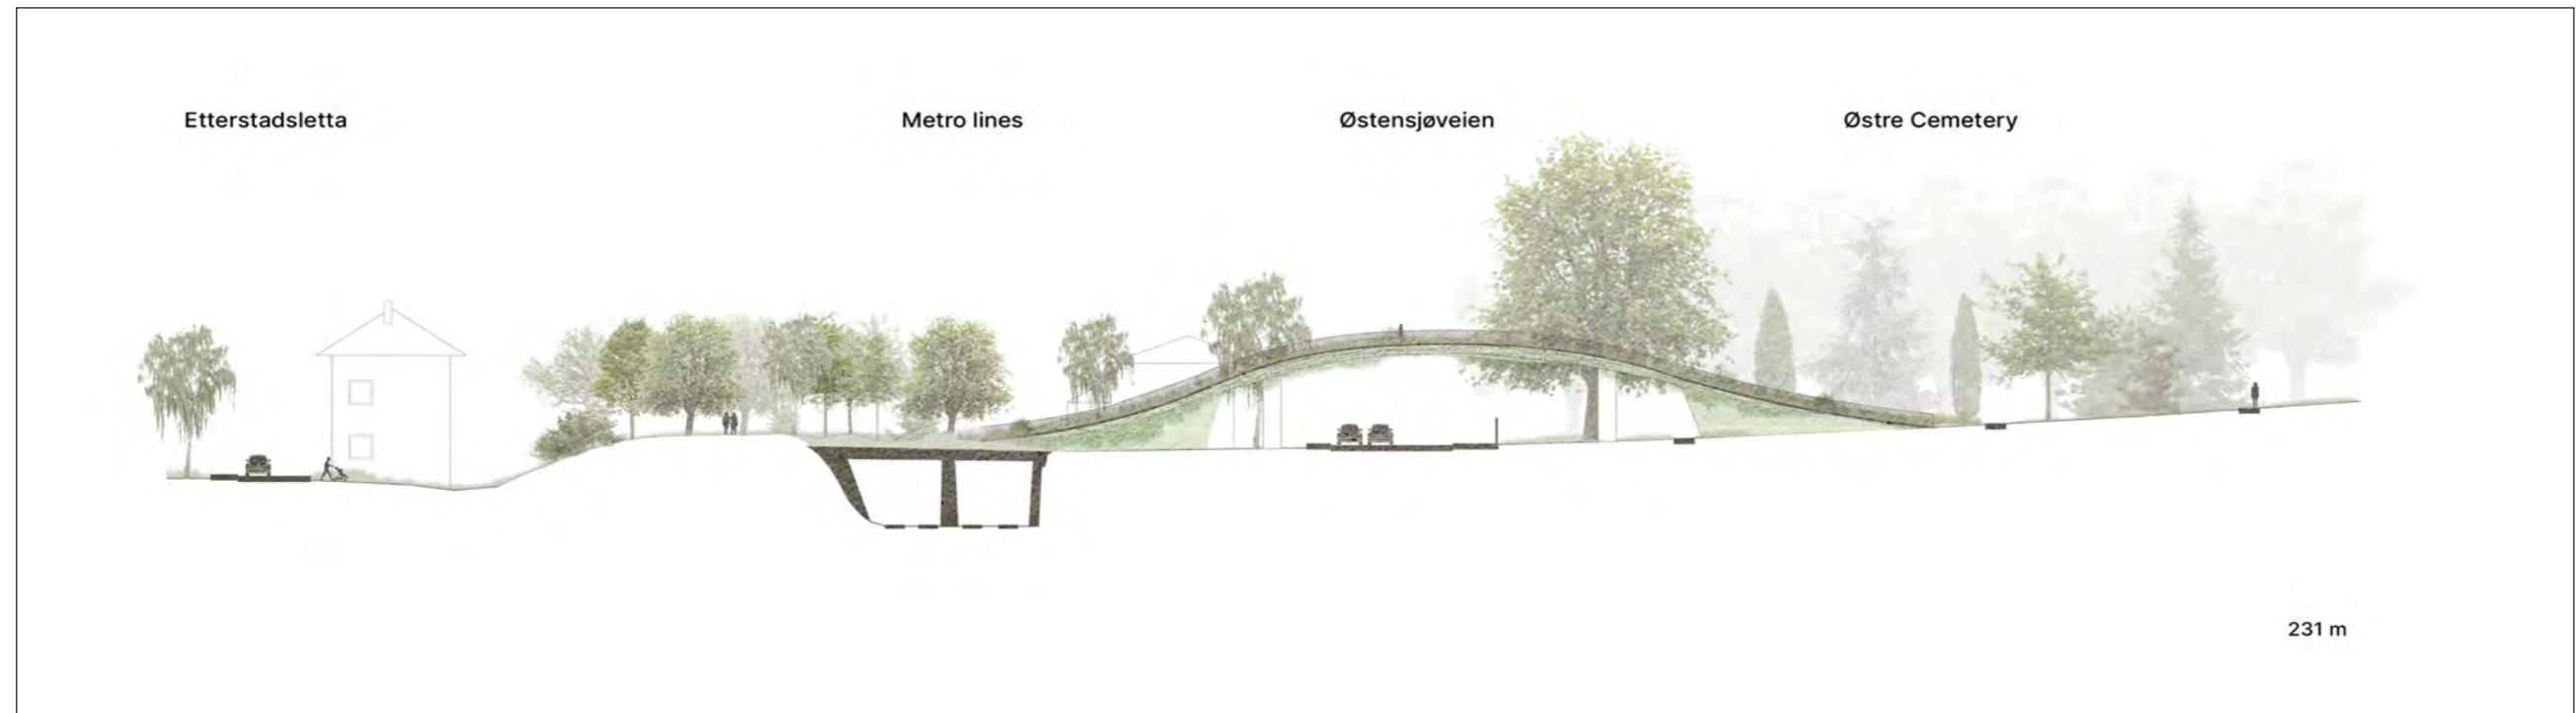 Etterstadsletta
Metro lines
Østensjøveien
Østre Cemetery
231 m